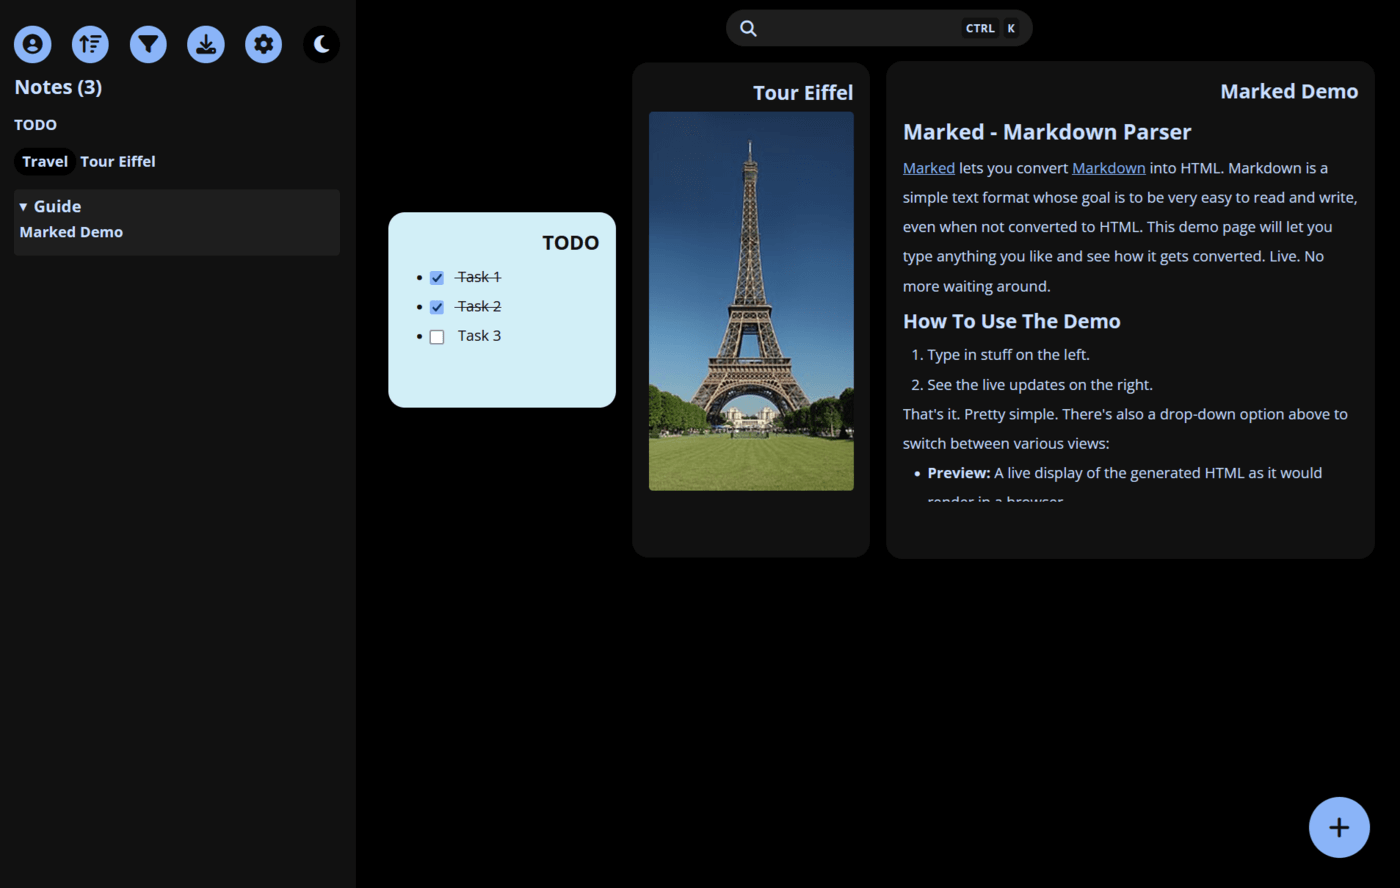 Notes (3)
TODO
Travel Tour Eiffel
▾ Guide
Marked Demo
CTRL K
TODO
• Task 1
• Task 2
• Task 3
Tour Eiffel
Marked Demo
Marked - Markdown Parser
Marked lets you convert Markdown into HTML. Markdown is a
simple text format whose goal is to be very easy to read and write,
even when not converted to HTML. This demo page will let you
type anything you like and see how it gets converted. Live. No
more waiting around.
How To Use The Demo
1. Type in stuff on the left.
2. See the live updates on the right.
That's it. Pretty simple. There's also a drop-down option above to
switch between various views:
• Preview: A live display of the generated HTML as it would
render in a browser.